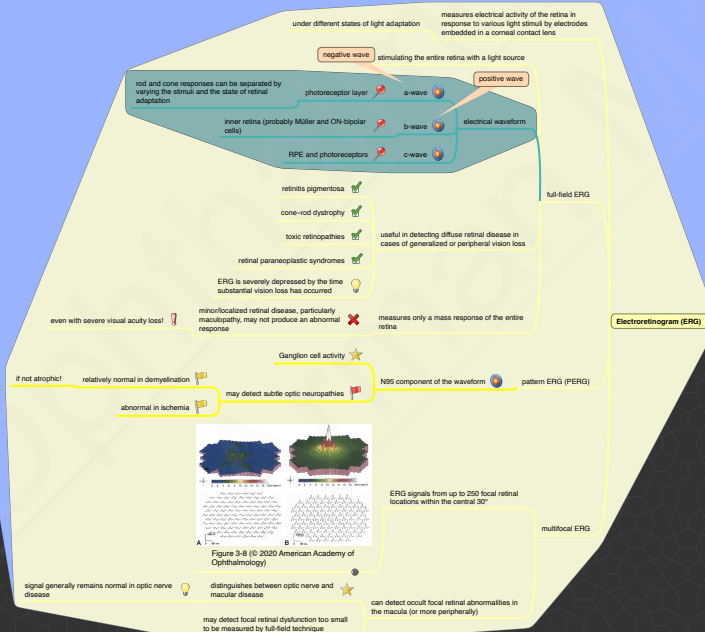 measures electrical activity of the retina in
response to various light stimuli by electrodes
embedded in a corneal contact lens
under different states of light adaptation
Electroretinogram (ERG)
full-field ERG
stimulating the entire retina with a light source
electrical waveform
a-wave
negative wave
photoreceptor layer
rod and cone responses can be separated by
varying the stimuli and the state of retinal
adaptation
b-wave
positive wave
inner retina (probably Müller and ON-bipolar
cells)
c-wave
RPE and photoreceptors
useful in detecting diffuse retinal disease in
cases of generalized or peripheral vision loss
retinitis pigmentosa
cone-rod dystrophy
toxic retinopathies
retinal paraneoplastic syndromes
ERG is severely depressed by the time
substantial vision loss has occurred
measures only a mass response of the entire
retina
minor/localized retinal disease, particularly
maculopathy, may not produce an abnormal
response
even with severe visual acuity loss!
pattern ERG (PERG)
N95 component of the waveform
Ganglion cell activity
may detect subtle optic neuropathies
relatively normal in demyelination
if not atrophic!
abnormal in ischemia
multifocal ERG
ERG signals from up to 250 focal retinal
locations within the central 30°
A
B
Figure 3-8 (© 2020 American Academy of
Ophthalmology)
can detect occult focal retinal abnormalities in
the macula (or more peripherally)
distinguishes between optic nerve and
macular disease
signal generally remains normal in optic nerve
disease
may detect focal retinal dysfunction too small
to be measured by full-field technique